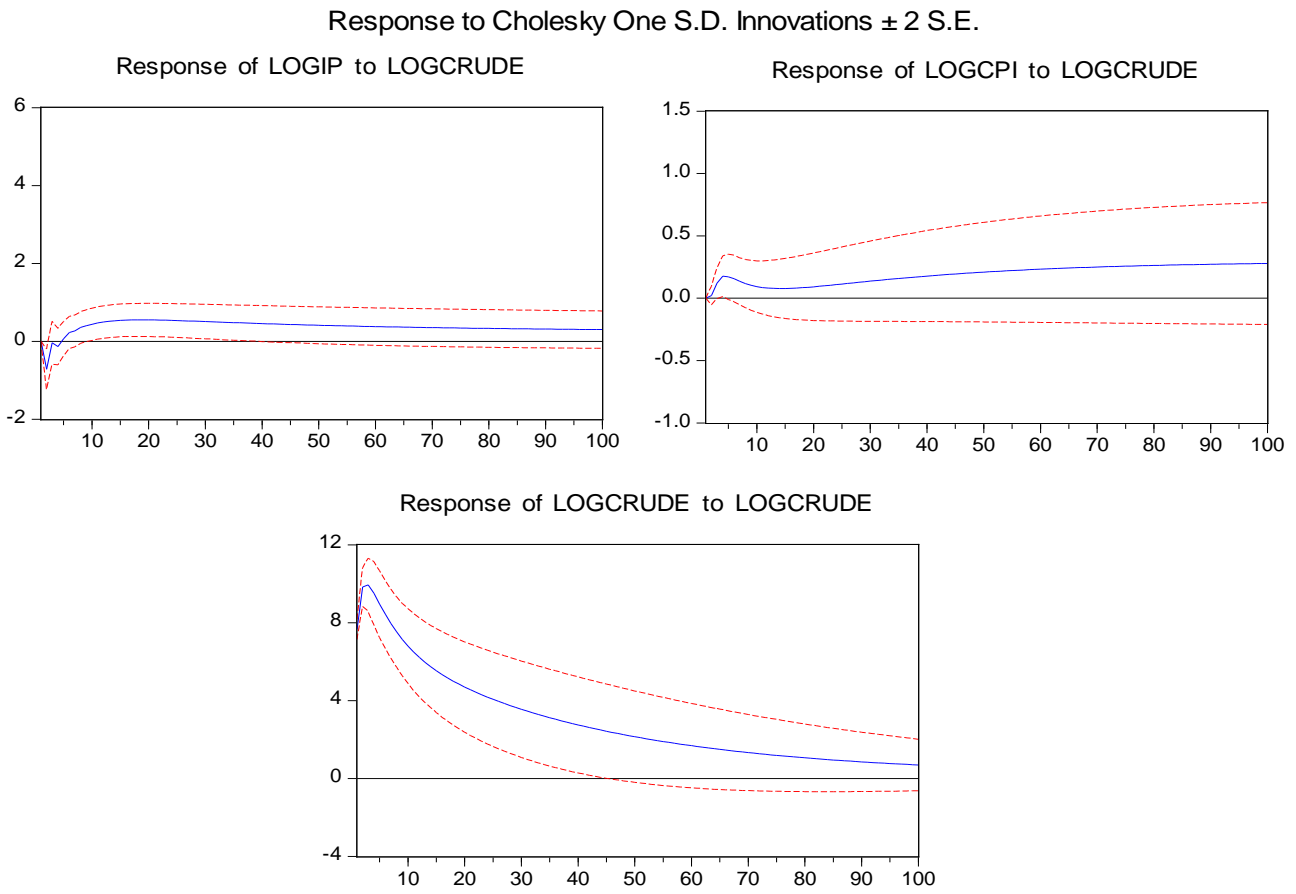 Response to Cholesky One S.D. Innovations ± 2 S.E.
Response of LOGIP to LOGCRUDE
6
4
2
0
-2
10 20 30 40 50 60 70 80 90 100
Response of LOGCPI to LOGCRUDE
1.5
1.0
0.5
0.0
-0.5
-1.0
10 20 30 40 50 60 70 80 90 100
Response of LOGCRUDE to LOGCRUDE
12
8
4
0
-4
10 20 30 40 50 60 70 80 90 100